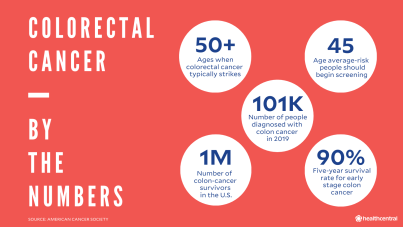 COLORECTAL
CANCER
BY
THE
NUMBERS
50+
Ages when
colorectal cancer
typically strikes
45
Age average-risk
people should
begin screening
101K
Number of people
diagnosed with
colon cancer
in 2019
1M
Number of
colon-cancer
survivors
in the U.S.
90%
Five-year survival
rate for early
stage colon
cancer
SOURCE: AMERICAN CANCER SOCIETY
healthcentral